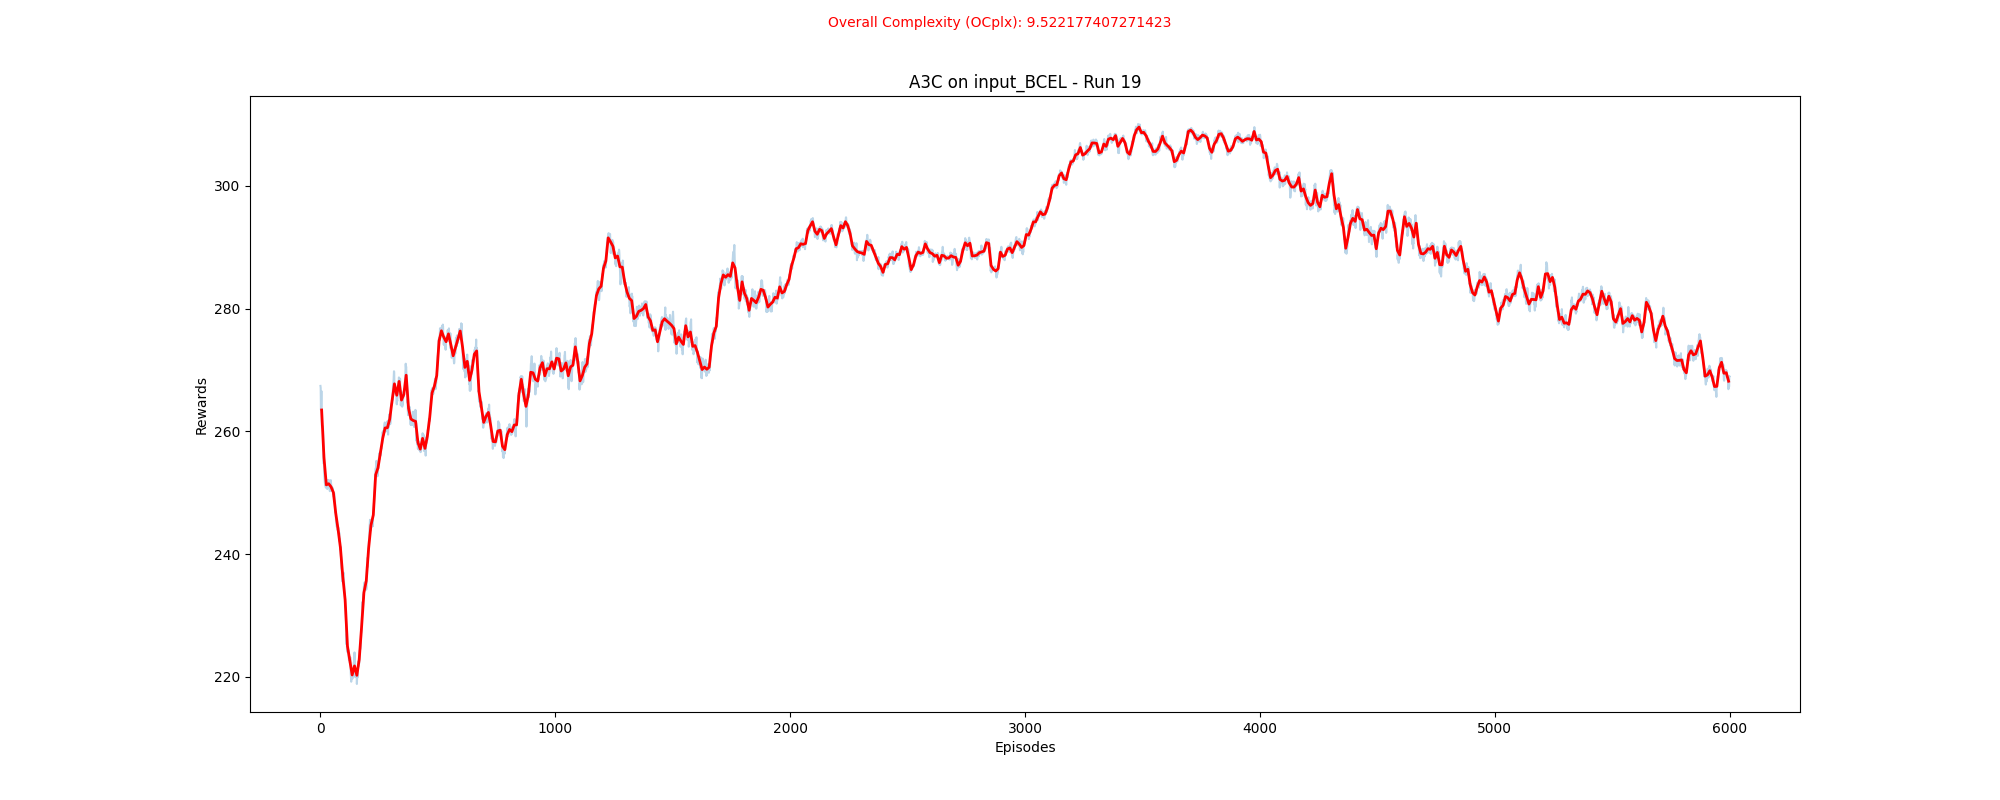 Overall Complexity (OCplx): 9.522177407271423
A3C on input_BCEL - Run 19
300
280
260
240
220
Rewards
0 1000 2000 3000 4000 5000 6000
Episodes